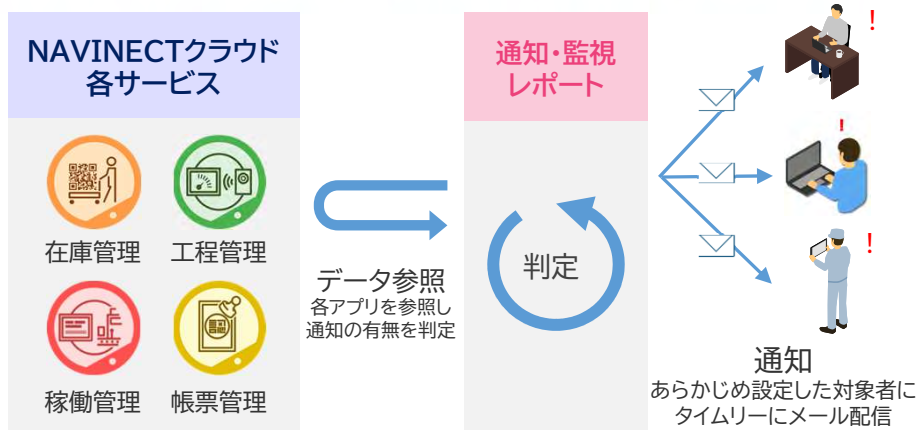 NAVINECTクラウド
各サービス
在庫管理
工程管理
稼働管理
帳票管理
データ参照
各アプリを参照し
通知の有無を判定
通知・監視
レポート
判定
!
!
!
通知
あらかじめ設定した対象者に
タイムリーにメール配信